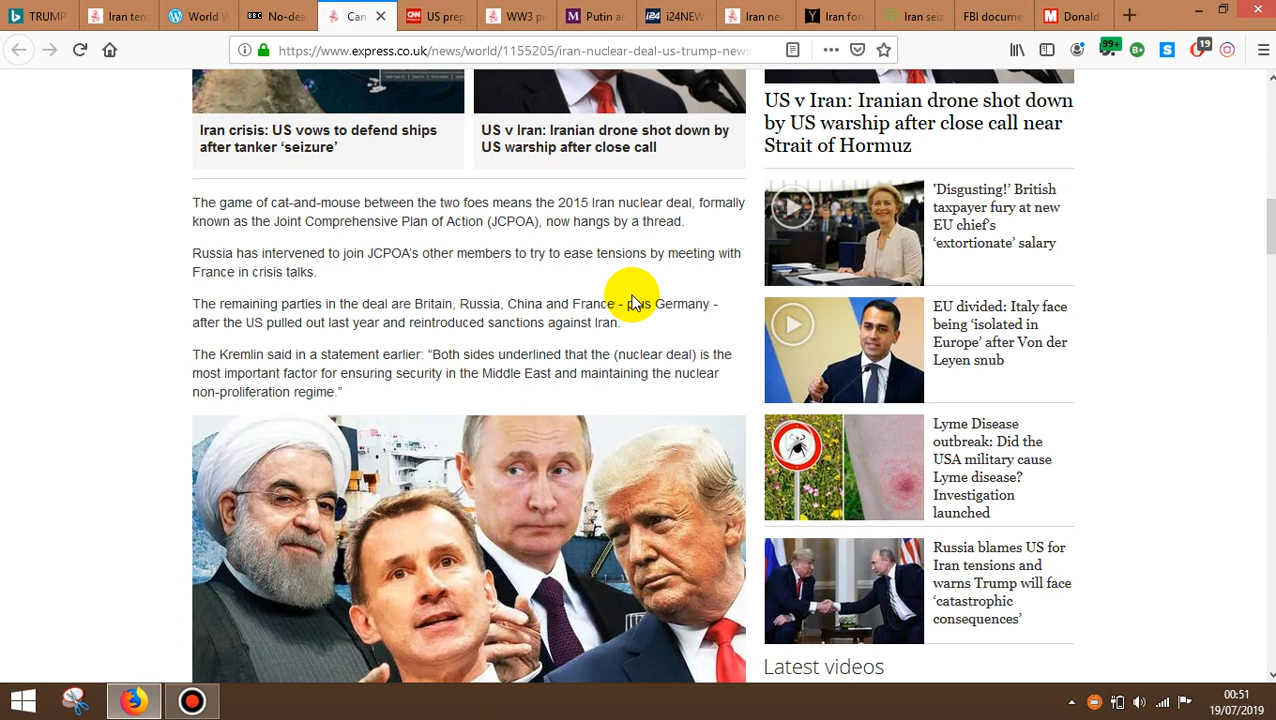 TRUMP
Iran ten
World W
BBC
No-dea
Can
CNN
US prep
WW3 pr
M
Putin ar
i24
i24NEW
Iran new
Y
Iran for
Iran seiz
FBI docume
M
Donald
https://www.express.co.uk/news/world/1155205/iran-nuclear-deal-us-trump-news
99+
B+
S
19
Iran crisis: US vows to defend ships
after tanker ‘seizure’
US v Iran: Iranian drone shot down by
US warship after close call
The game of cat-and-mouse between the two foes means the 2015 Iran nuclear deal, formally
known as the Joint Comprehensive Plan of Action (JCPOA), now hangs by a thread.
Russia has intervened to join JCPOA’s other members to try to ease tensions by meeting with
France in crisis talks.
The remaining parties in the deal are Britain, Russia, China and France - plus Germany -
after the US pulled out last year and reintroduced sanctions against Iran.
The Kremlin said in a statement earlier: “Both sides underlined that the (nuclear deal) is the
most important factor for ensuring security in the Middle East and maintaining the nuclear
non-proliferation regime.”
US v Iran: Iranian drone shot down
by US warship after close call near
Strait of Hormuz
'Disgusting!’ British
taxpayer fury at new
EU chief’s
‘extortionate’ salary
EU divided: Italy face
being ‘isolated in
Europe’ after Von der
Leyen snub
Lyme Disease
outbreak: Did the
USA military cause
Lyme disease?
Investigation
launched
Russia blames US for
Iran tensions and
warns Trump will face
‘catastrophic
consequences’
Latest videos
00:51
19/07/2019